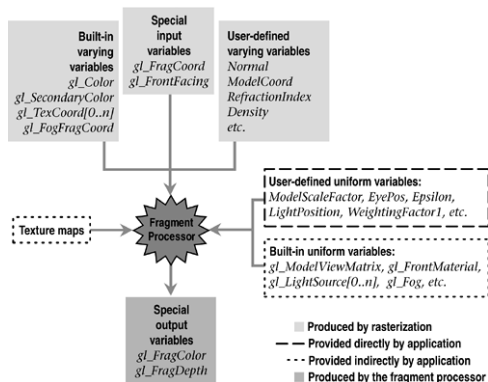 Built-in
varying
variables
gl_Color
gl_SecondaryColor
gl_TexCoord[0..n]
gl_FogFragCoord
Special
input
variables
gl_FragCoord
gl_FrontFacing
User-defined
varying variables
Normal
ModelCoord
RefractionIndex
Density
etc.
User-defined uniform variables:
ModelScaleFactor, EyePos, Epsilon,
LightPosition, WeightingFactor1, etc.
Texture maps
Fragment
Processor
Built-in uniform variables:
gl_ModelViewMatrix, gl_FrontMaterial,
gl_LightSource[0..n], gl_Fog, etc.
Special
output
variables
gl_FragColor
gl_FragDepth
Produced by rasterization
Provided directly by application
Provided indirectly by application
Produced by the fragment processor